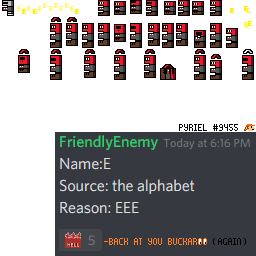 PYRIEL #9455
FriendlyEnemy Today at 6:16 PM
Name:E
Source: the alphabet
Reason: EEE
HELL 5
-BACK AT YOU BUCKAR (AGAIN)